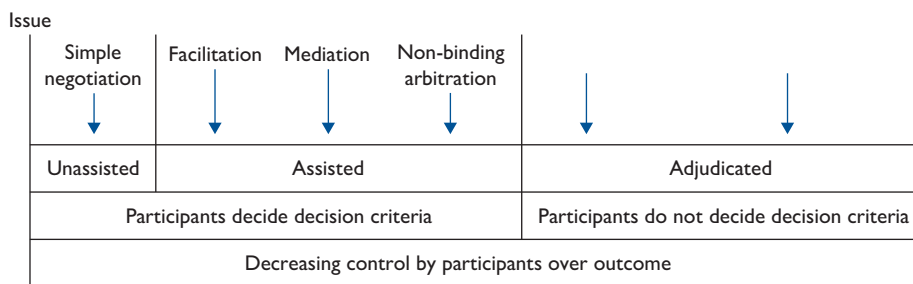 Issue
Simple
negotiation
Facilitation
Mediation
Non-binding
arbitration
Unassisted
Assisted
Adjudicated
Participants decide decision criteria
Participants do not decide decision criteria
Decreasing control by participants over outcome